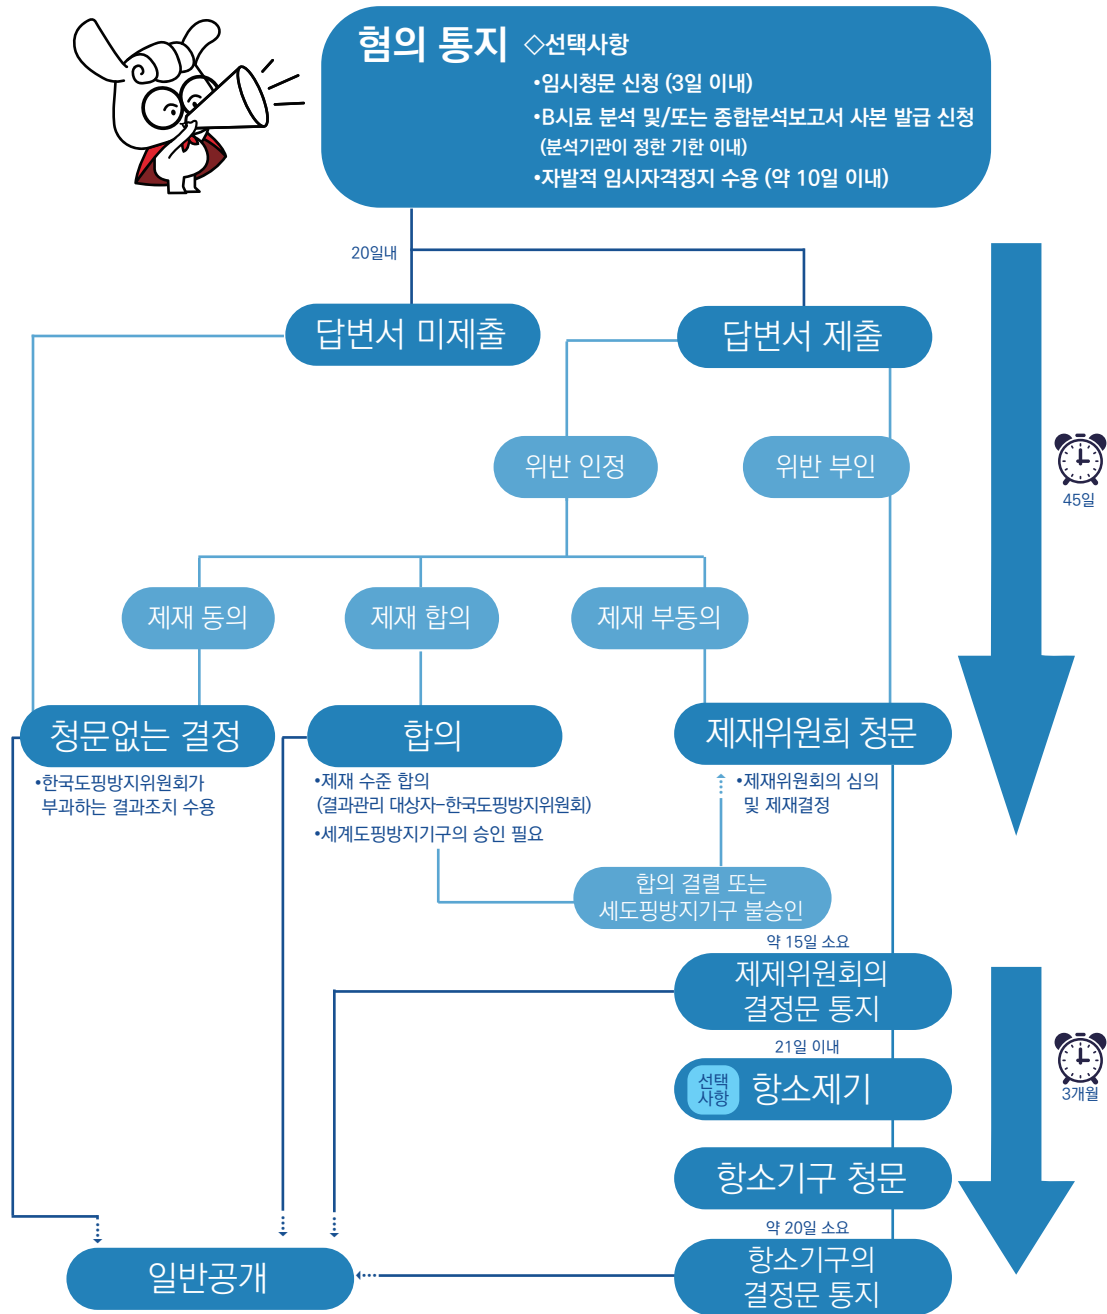 혐의 통지 ◇선택사항
•임시청문 신청 (3일 이내)
•B시료 분석 및/또는 종합분석보고서 사본 발급 신청
(분석기관이 정한 기한 이내)
•자발적 임시자격정지 수용 (약 10일 이내)
20일내
답변서 미제출
답변서 제출
위반 인정
위반 부인
45일
제재 동의
제재 합의
제재 부동의
청문없는 결정
합의
제재위원회 청문
•한국도핑방지위원회가
부과하는 결과조치 수용
•제재 수준 합의
(결과관리 대상자-한국도핑방지위원회)
•세계도핑방지기구의 승인 필요
•제재위원회의 심의
및 제재결정
합의 결렬 또는
세도핑방지기구 불승인
약 15일 소요
제제위원회의
결정문 통지
21일 이내
선택
사항
항소제기
3개월
항소기구 청문
약 20일 소요
일반공개
항소기구의
결정문 통지